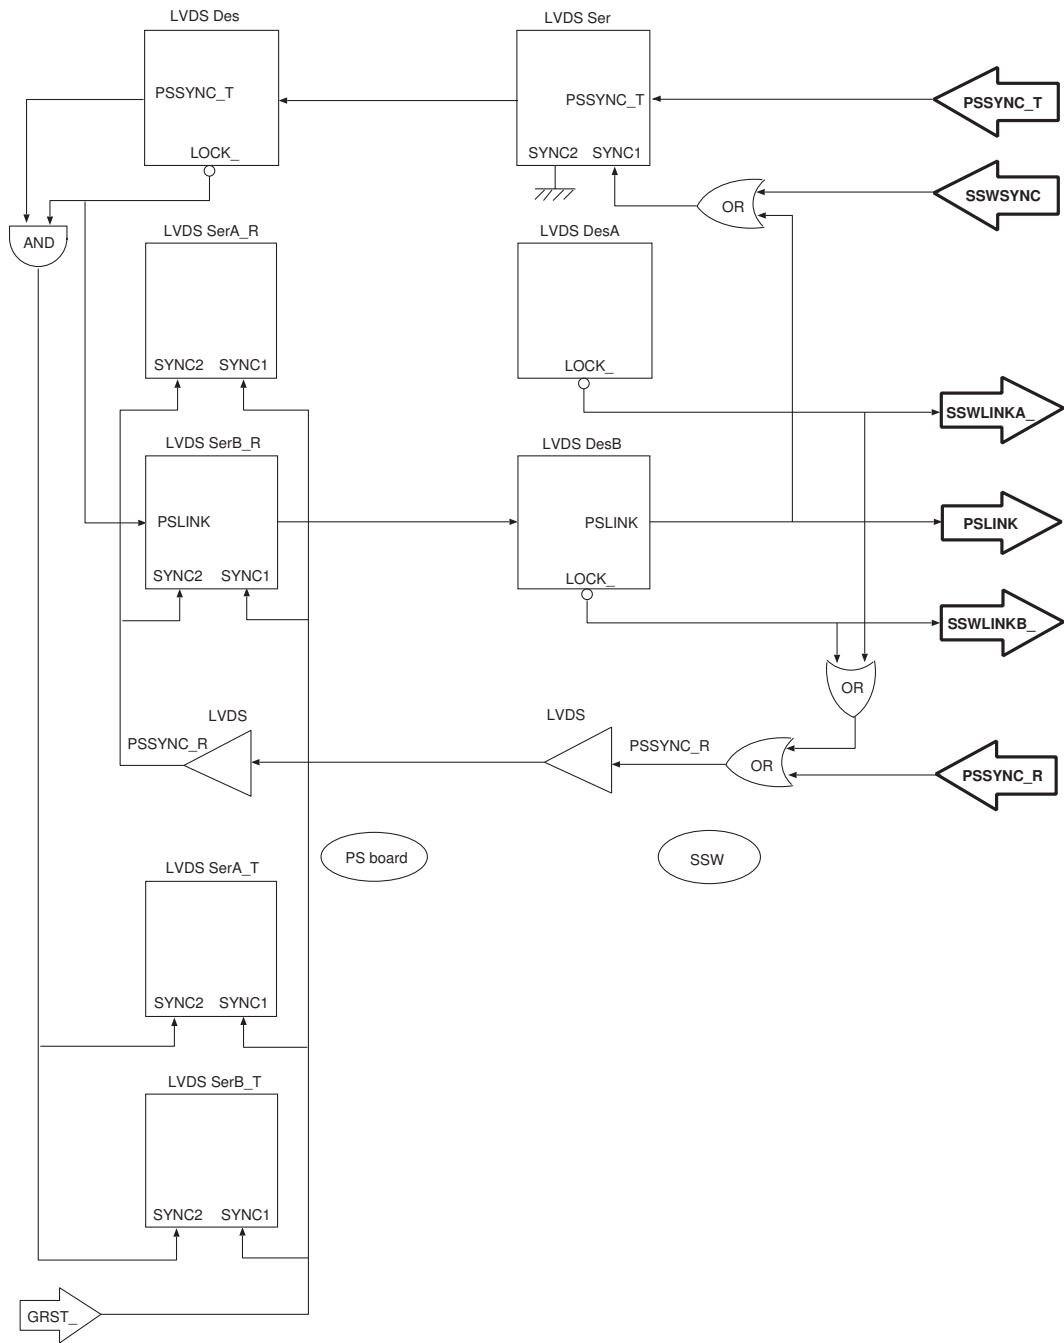 LVDS Des
LVDS Ser
PSSYNC_T
PSSYNC_T
PSSYNC_T
LOCK_
SYNC2 SYNC1
OR
SSWSYNC
AND
LVDS SerA_R
LVDS DesA
SYNC2 SYNC1
LOCK_
SSWLINKA_
LVDS SerB_R
LVDS DesB
PSLINK
PSLINK
PSLINK
SYNC2 SYNC1
LOCK_
SSWLINKB_
OR
LVDS
LVDS
PSSYNC_R
PSSYNC_R
OR
PSSYNC_R
PS board
SSW
LVDS SerA_T
SYNC2 SYNC1
LVDS SerB_T
SYNC2 SYNC1
GRST_